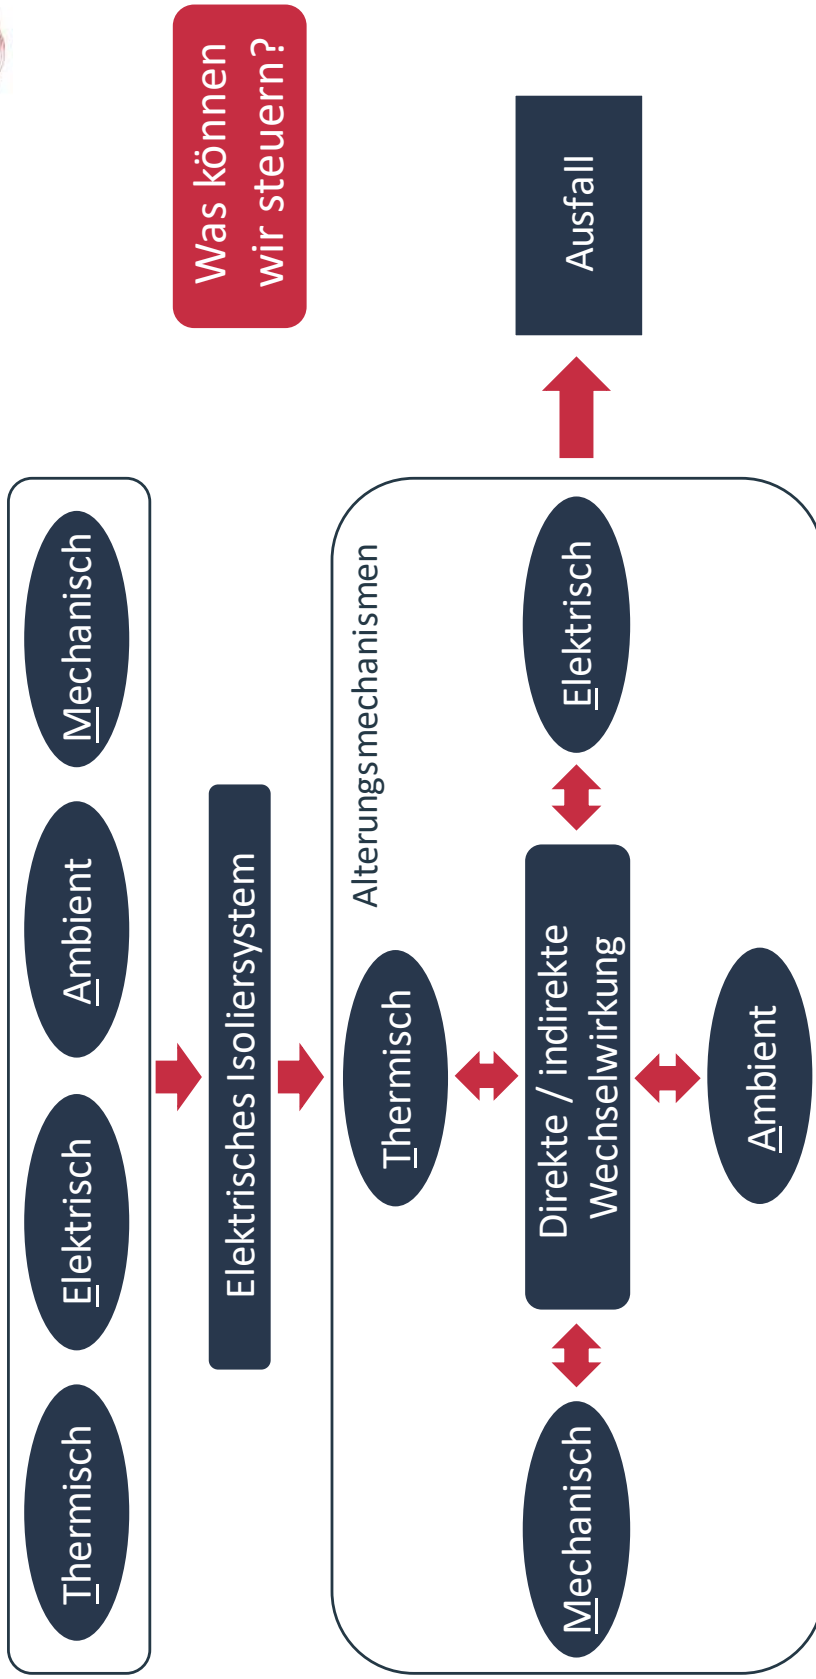 Thermisch
Elektrisch
Ambient
Mechanisch
Was können
wir steuern?
Elektrisches Isoliersystem
Alterungsmechanismen
Thermisch
Mechanisch
Direkte / indirekte
Wechselwirkung
Elektrisch
Ambient
Ausfall